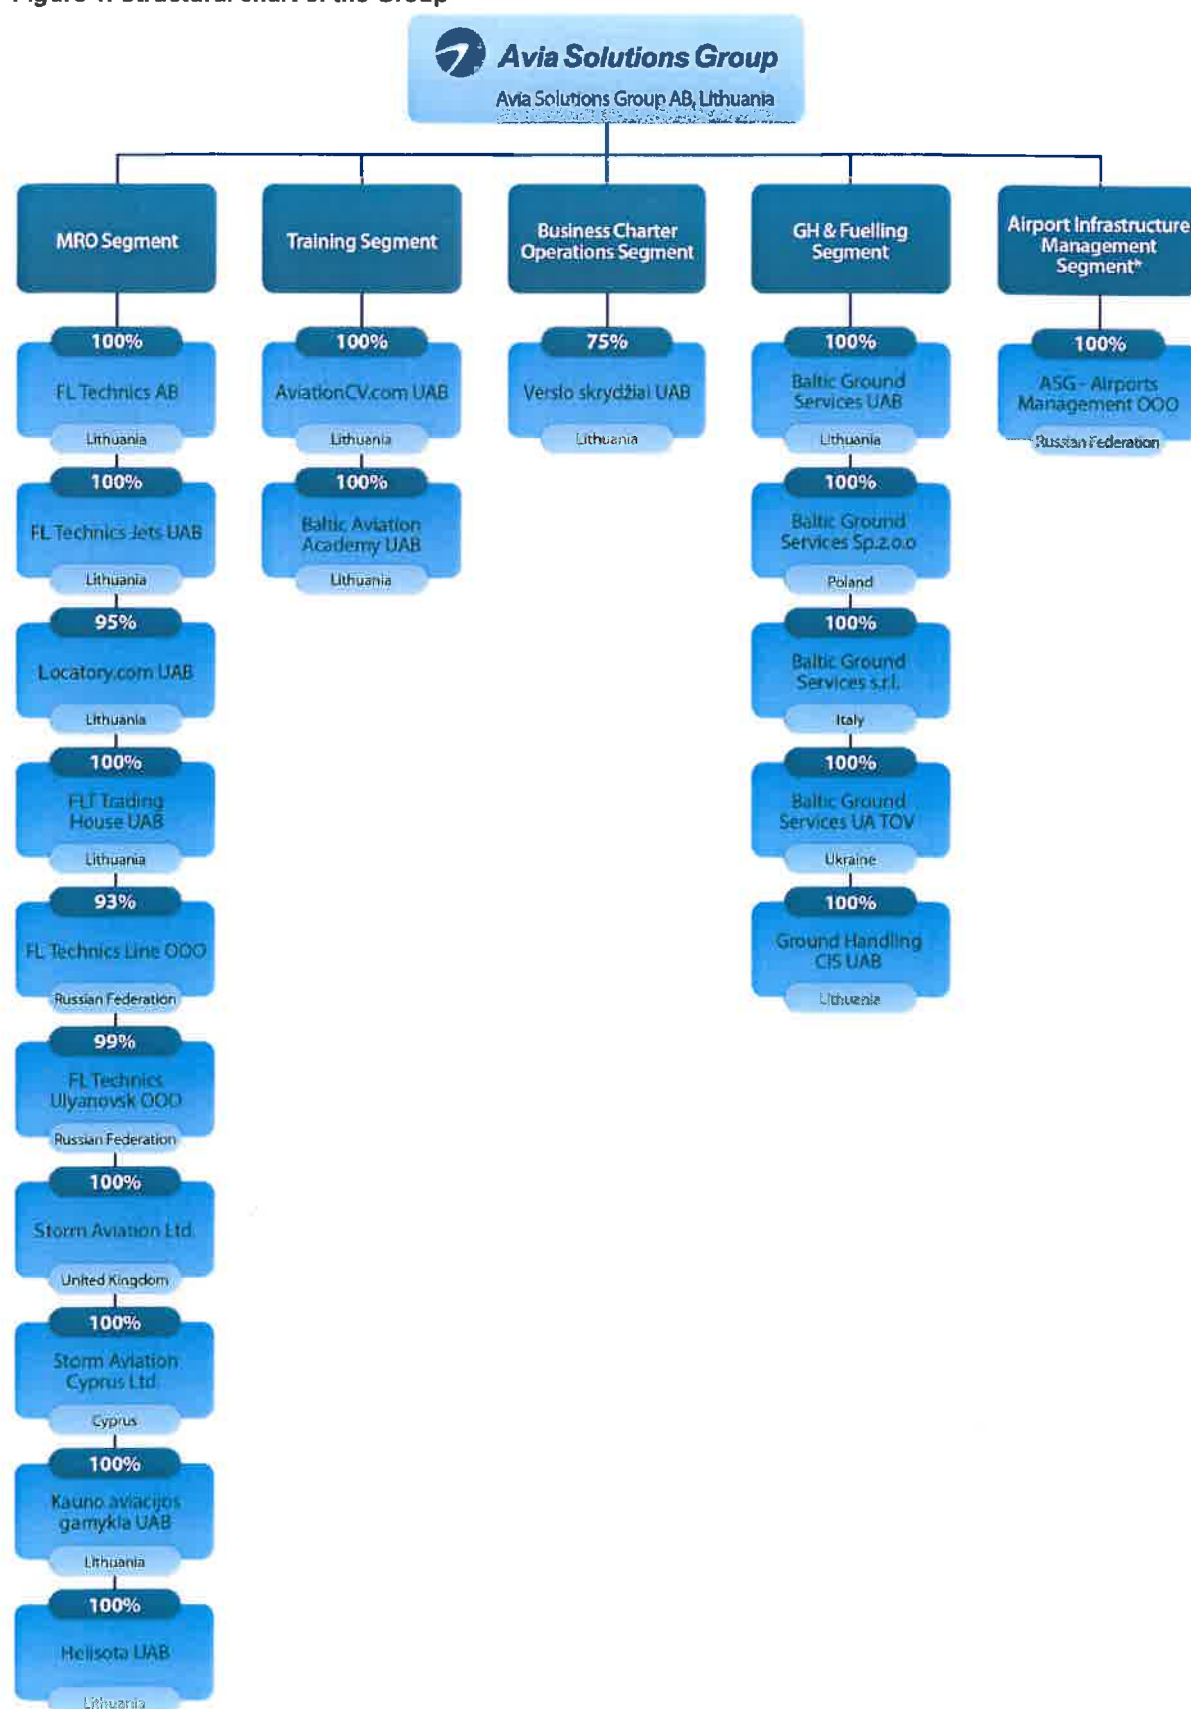 Avia Solutions Group
Avia Solutions Group AB, Lithuania
MRO Segment
100%
FL Technics AB
Lithuania
100%
FL Technics Jets UAB
Lithuania
95%
Locatory.com UAB
Lithuania
100%
FLT Trading
House UAB
Lithuania
93%
FL Technics Line OOO
Russian Federation
99%
FL Technics
Ulyanovsk OOO
Russian Federation
100%
Storm Aviation Ltd.
United Kingdom
100%
Storm Aviation
Cyprus Ltd.
Cyprus
100%
Kauno aviacijos
gamykla UAB
Lithuania
100%
Helisota UAB
Lithuania
Training Segment
100%
AviationCV.com UAB
Lithuania
100%
Baltic Aviation
Academy UAB
Lithuania
Business Charter
Operations Segment
75%
Verslo skrydžiai UAB
Lithuania
GH & Fuelling
Segment
100%
Baltic Ground
Services UAB
Lithuania
100%
Baltic Ground
Services Sp.z.o.o
Poland
100%
Baltic Ground
Services s.r.l.
Italy
100%
Baltic Ground
Services UA TOV
Ukraine
100%
Ground Handling
CIS UAB
Lithuania
Airport Infrastructure
Management
Segment*
100%
ASG - Airports
Management OOO
Russian Federation